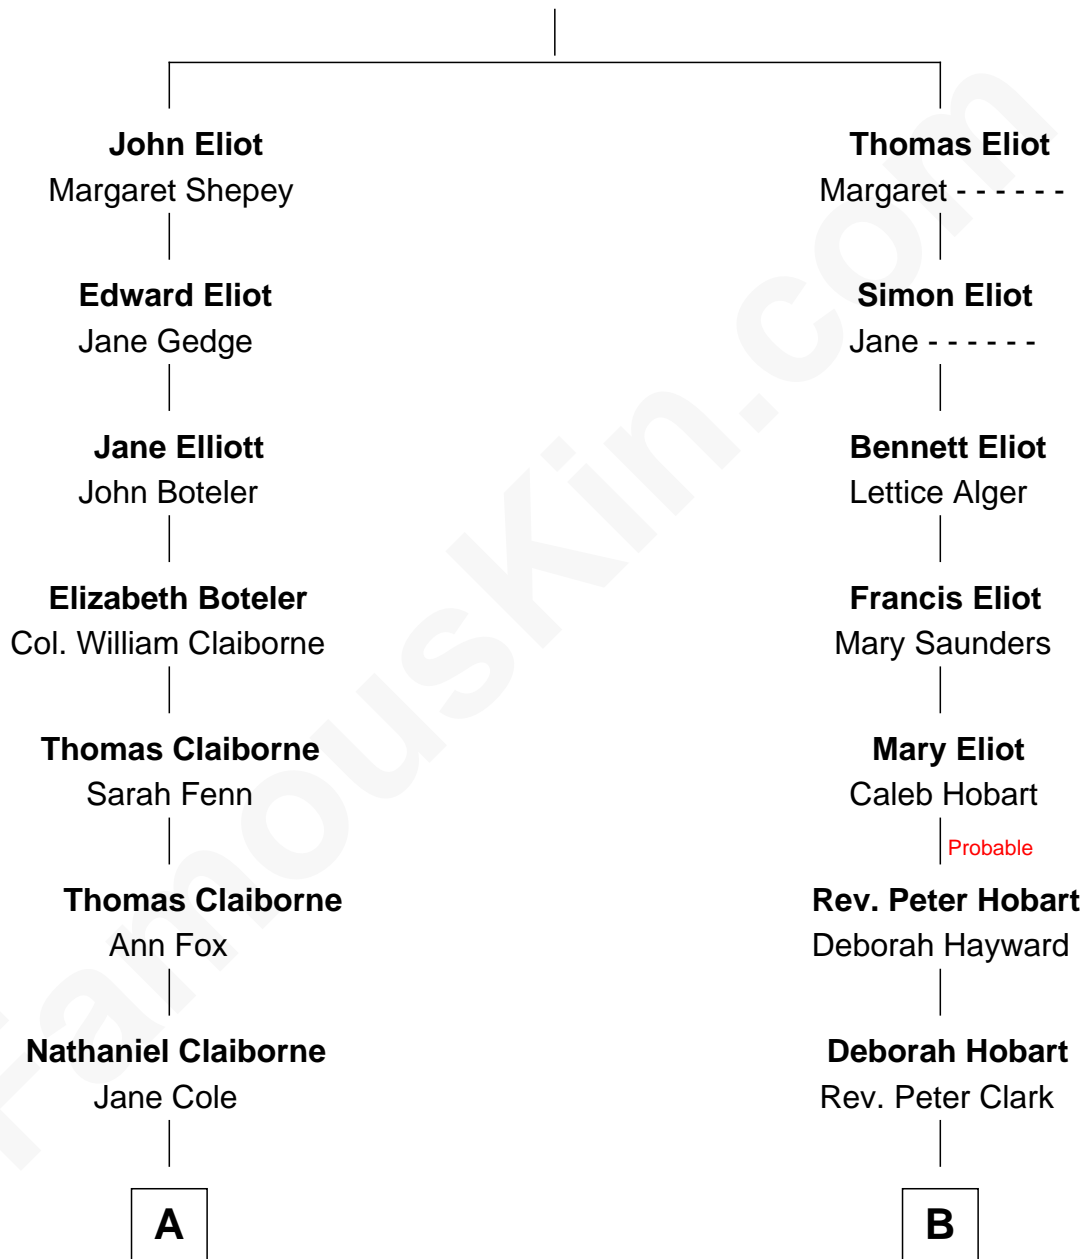 John Eliot
Margaret Shepey
Edward Eliot
Jane Gedge
Jane Elliott
John Boteler
Elizabeth Boteler
Col. William Claiborne
Thomas Claiborne
Sarah Fenn
Thomas Claiborne
Ann Fox
Nathaniel Claiborne
Jane Cole
A
Thomas Eliot
Margaret - - - - - -
Simon Eliot
Jane - - - - - -
Bennett Eliot
Lettice Alger
Francis Eliot
Mary Saunders
Mary Eliot
Caleb Hobart
Probable
Rev. Peter Hobart
Deborah Hayward
Deborah Hobart
Rev. Peter Clark
B
FamousKin.com